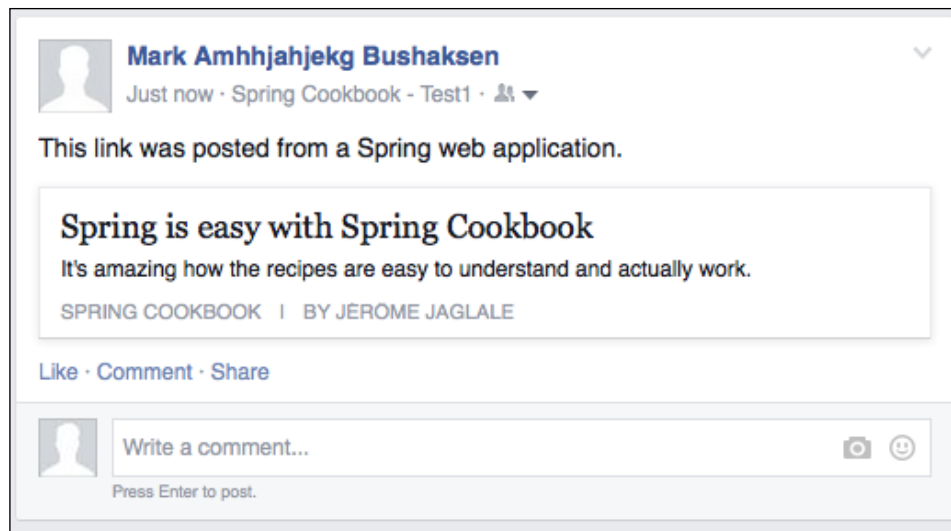 Mark Amhhjahjekg Bushaksen
Just now · Spring Cookbook - Test1 ·
This link was posted from a Spring web application.
Spring is easy with Spring Cookbook
It's amazing how the recipes are easy to understand and actually work.
SPRING COOKBOOK | BY JÉRÔME JAGLALE
Like · Comment · Share
Write a comment...
Press Enter to post.